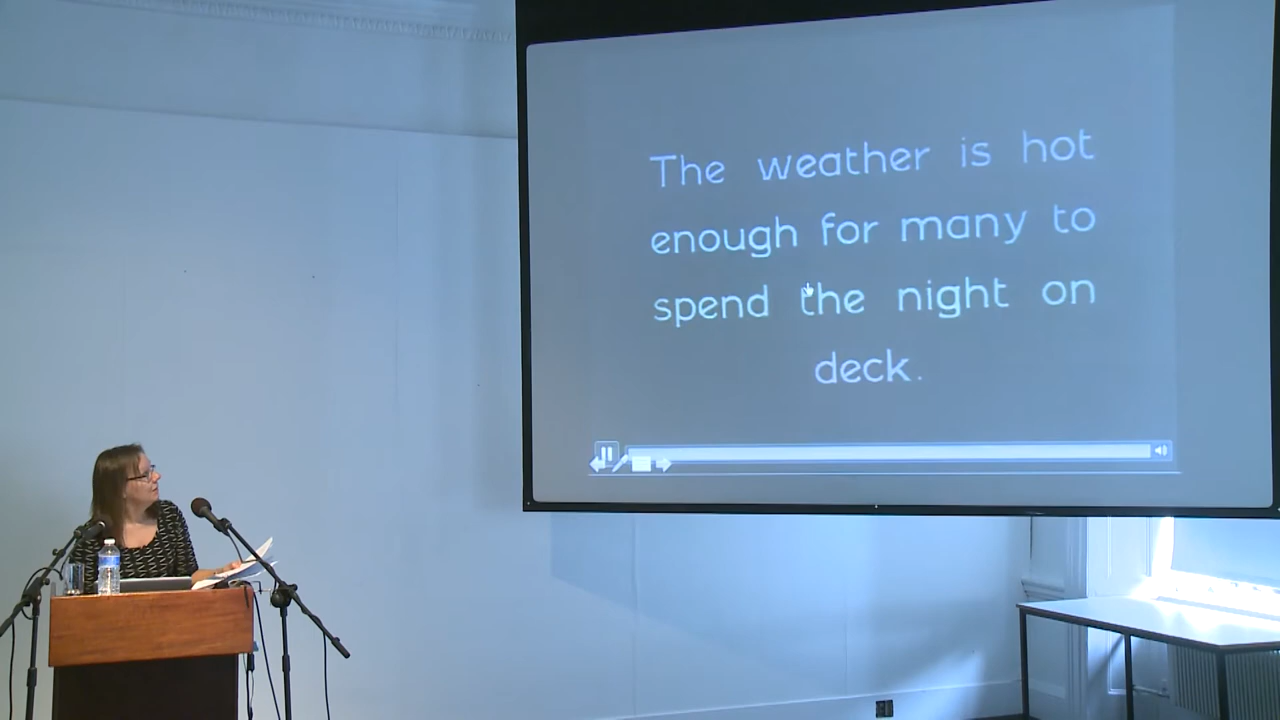 The weather is hot
enough for many to
spend the night on
deck.